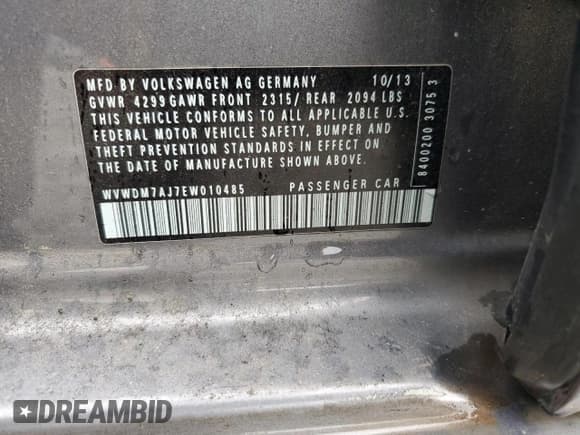 MFD BY VOLKSWAGEN AG GERMANY 10/13
GVWR 4299 GAWR FRONT 2315/ REAR 2094 LBS
THIS VEHICLE CONFORMS TO ALL APPLICABLE U.S.
FEDERAL MOTOR VEHICLE SAFETY, BUMPER AND
THEFT PREVENTION STANDARDS IN EFFECT ON
THE DATE OF MANUFACTURE SHOWN ABOVE.
WVWDM7AJ7EW010485 PASSENGER CAR
8400200 3075 3
DREAMBID